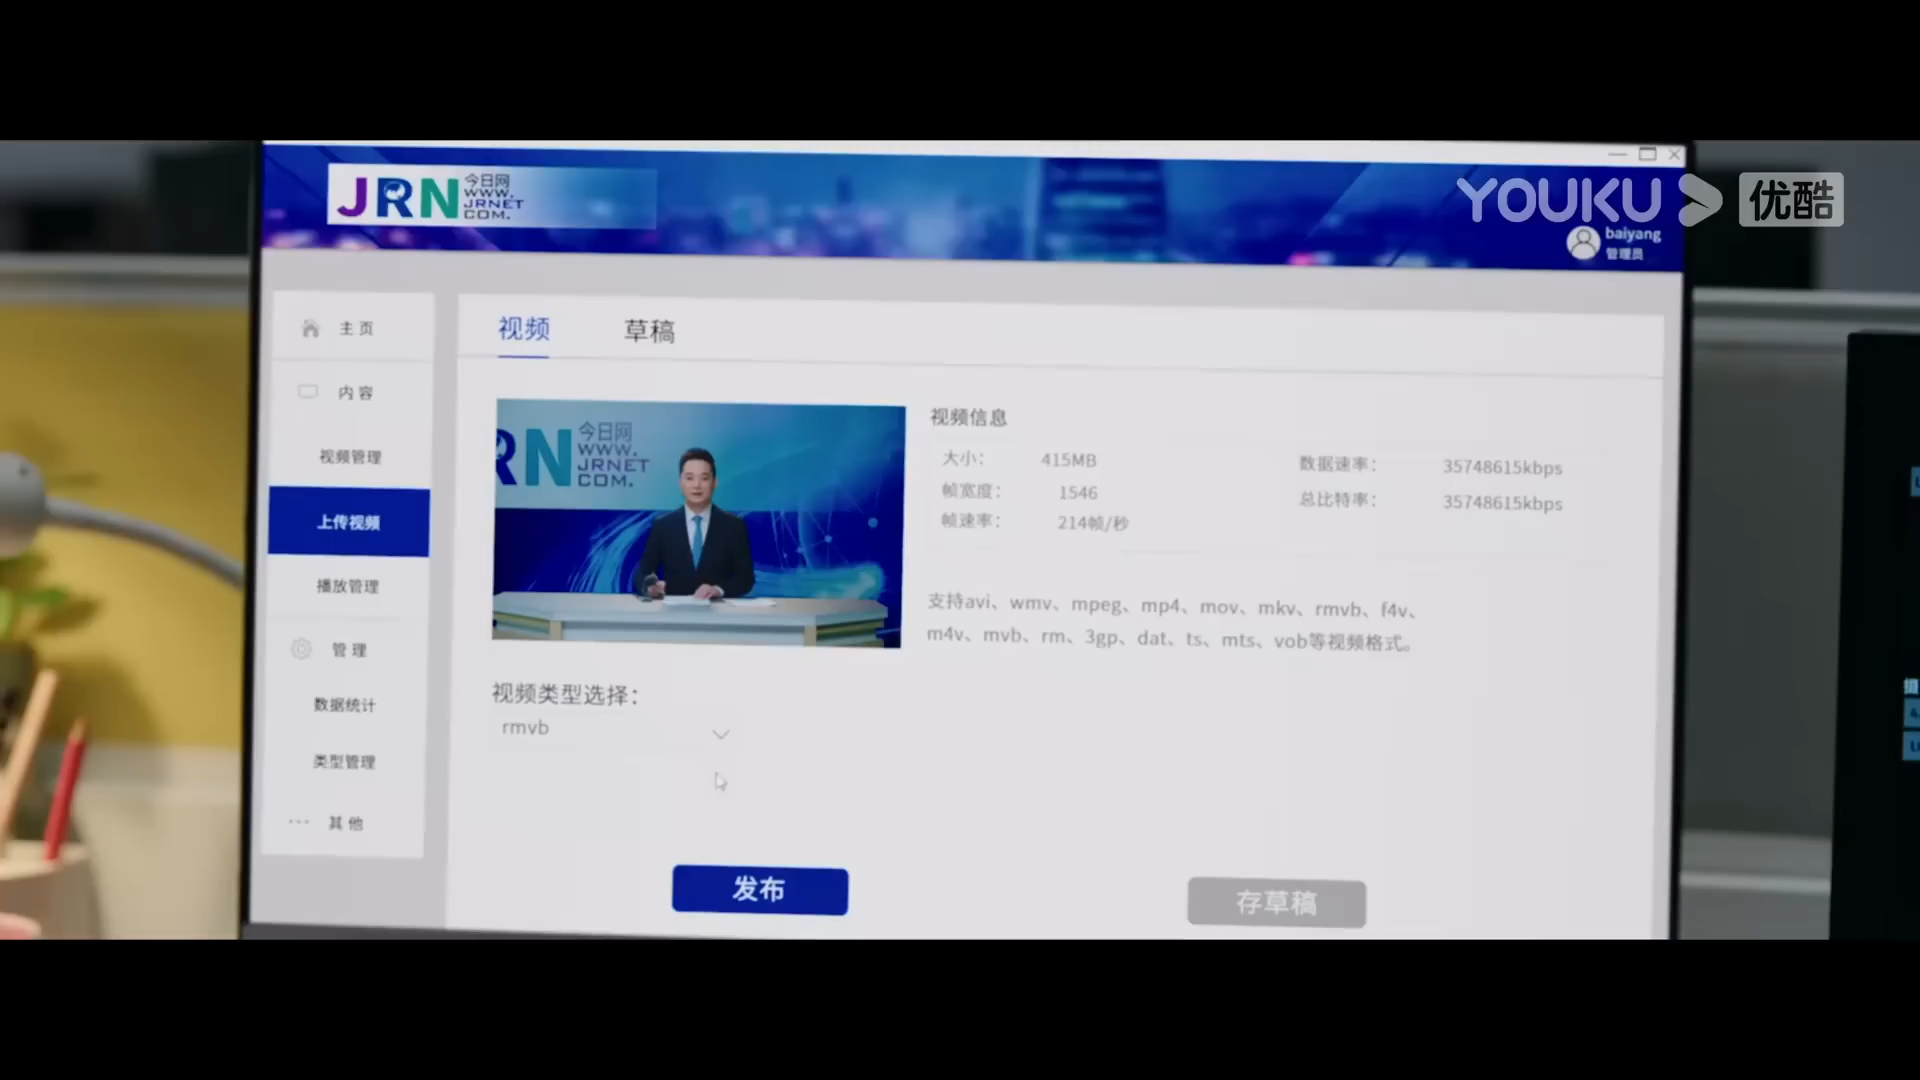 YOUKU 优酷
JRN 今日网
WWW.
JRNET
COM.
baiyang
管理员
主页
内容
视频管理
上传视频
播放管理
管理
数据统计
类型管理
其他
视频
草稿
RN 今日网
WWW.
JRNET
COM.
视频信息
大小： 415MB
帧宽度： 1546
帧速率： 214帧/秒
数据速率： 35748615kbps
总比特率： 35748615kbps
支持avi、wmv、mpeg、mp4、mov、mkv、rmvb、f4v、
m4v、mvb、rm、3gp、dat、ts、mts、vob等视频格式。
视频类型选择：
rmvb
发布
存草稿